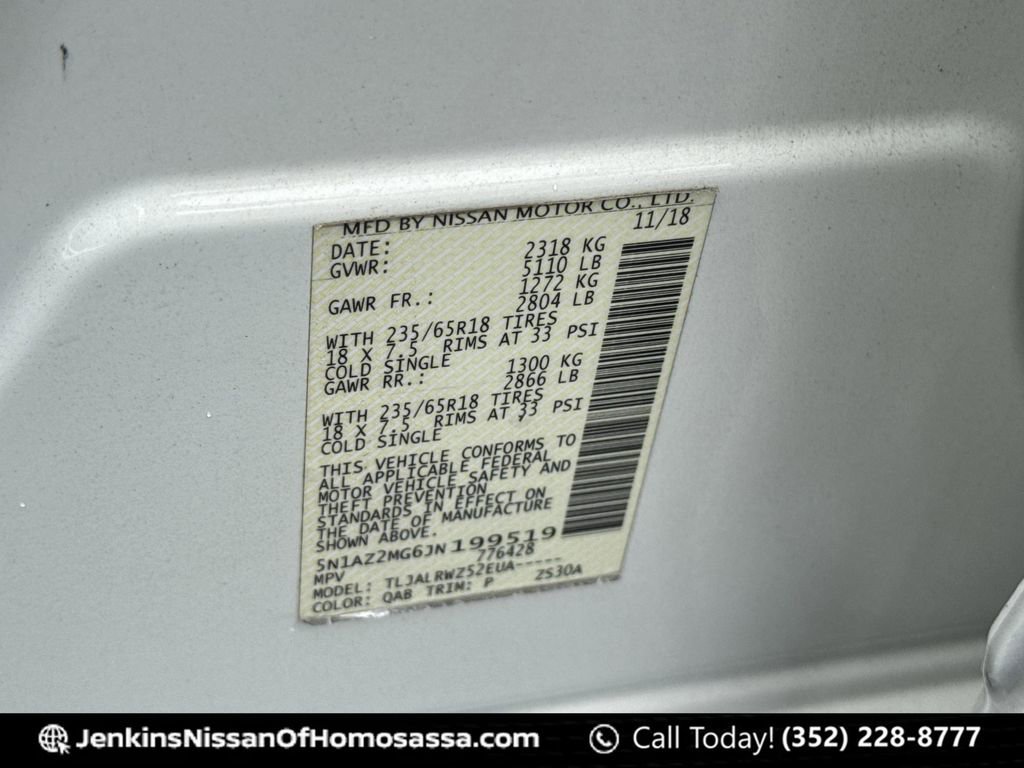 MFD BY NISSAN MOTOR CO., LTD.
DATE: 11/18
GVWR: 2318 KG
5110 LB
GAWR FR.: 1272 KG
2804 LB
WITH 235/65R18 TIRES
18 X 7.5 RIMS AT 33 PSI
COLD SINGLE
GAWR RR.: 1300 KG
2866 LB
WITH 235/65R18 TIRES
18 X 7.5 RIMS AT 33 PSI
COLD SINGLE
THIS VEHICLE CONFORMS TO
ALL APPLICABLE FEDERAL
MOTOR VEHICLE SAFETY AND
THEFT PREVENTION
STANDARDS IN EFFECT ON
THE DATE OF MANUFACTURE
SHOWN ABOVE.
5N1AZ2MG6JN199519
MPV 776428
MODEL: TLJALRWZ52EUA-----
COLOR: QAB TRIM: P ZS30A
JenkinsNissanOfHomosassa.com
Call Today! (352) 228-8777